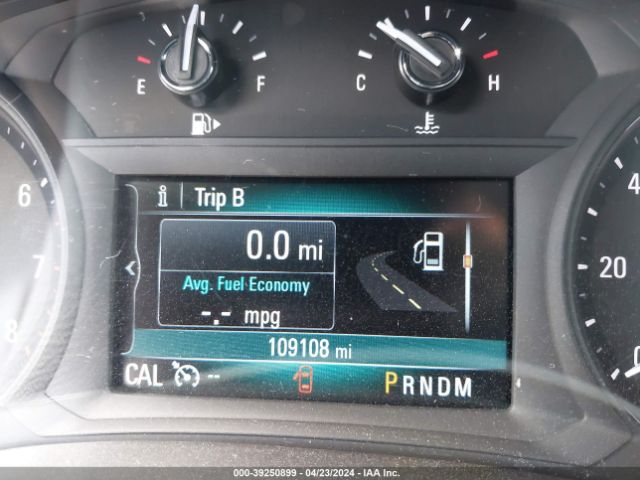 E F
C H
i Trip B
0.0 mi
Avg. Fuel Economy
-.- mpg
109108 mi
CAL -- PRNDM
6
7
8
20
000-39250899 - 04/23/2024 - IAA Inc.